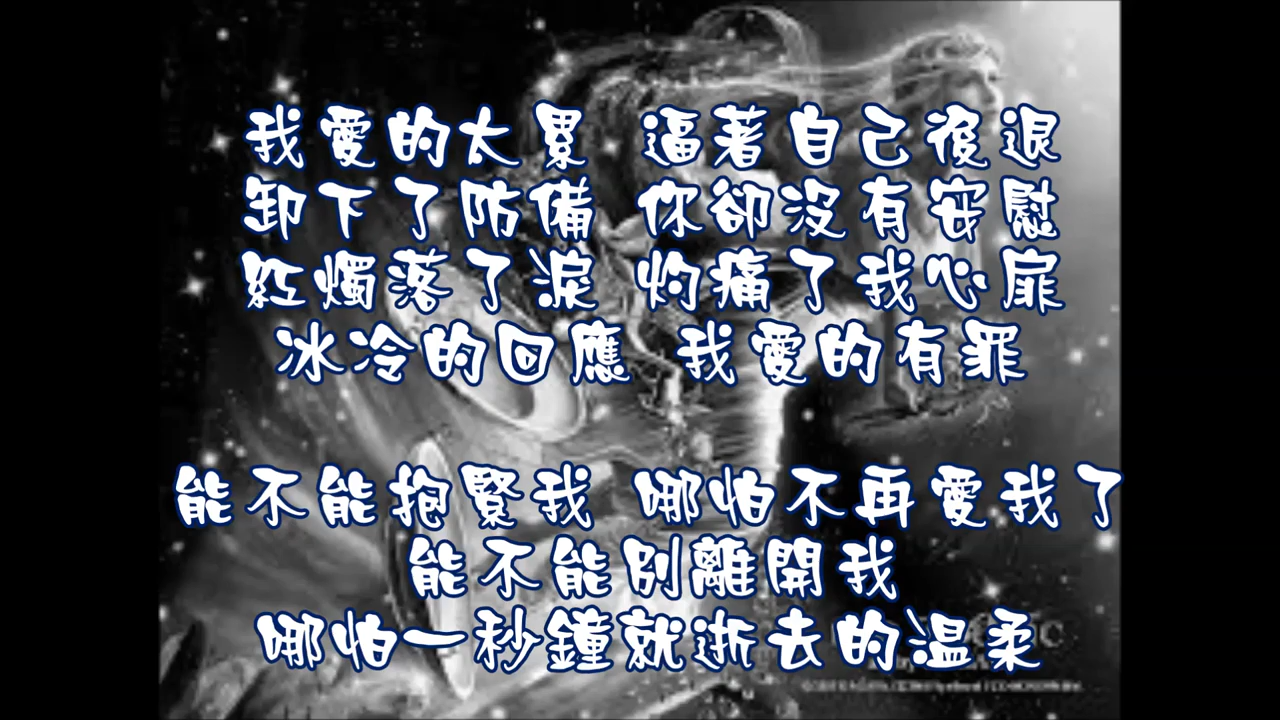 我愛的太累 逼著自己後退
卸下了防備 你卻沒有安慰
紅燭落了淚 灼痛了我心扉
冰冷的回應 我愛的有罪
能不能抱緊我 哪怕不再愛我了
能不能別離開我
哪怕一秒鐘就逝去的溫柔